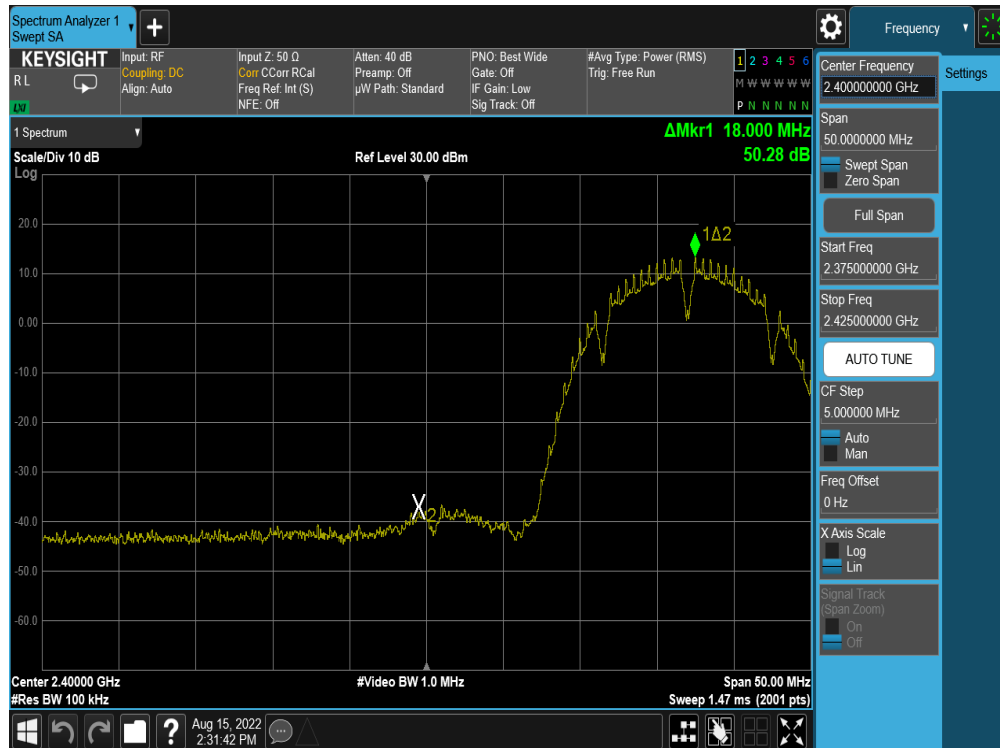 Spectrum Analyzer 1
Swept SA
Frequency
KEYSIGHT
R L
LXI
Input: RF
Coupling: DC
Align: Auto
Input Z: 50 Ω
Corr CCorr RCal
Freq Ref: Int (S)
NFE: Off
Atten: 40 dB
Preamp: Off
µW Path: Standard
PNO: Best Wide
Gate: Off
IF Gain: Low
Sig Track: Off
#Avg Type: Power (RMS)
Trig: Free Run
1 2 3 4 5 6
M W W W W W
P N N N N N
1 Spectrum
Scale/Div 10 dB
Log
Ref Level 30.00 dBm
ΔMkr1 18.000 MHz
50.28 dB
20.0
10.0
0.00
-10.0
-20.0
-30.0
-40.0
-50.0
-60.0
1Δ2
X2
Center 2.40000 GHz
#Res BW 100 kHz
#Video BW 1.0 MHz
Span 50.00 MHz
Sweep 1.47 ms (2001 pts)
Center Frequency
2.400000000 GHz
Settings
Span
50.0000000 MHz
Swept Span
Zero Span
Full Span
Start Freq
2.375000000 GHz
Stop Freq
2.425000000 GHz
AUTO TUNE
CF Step
5.000000 MHz
Auto
Man
Freq Offset
0 Hz
X Axis Scale
Log
Lin
Signal Track
(Span Zoom)
On
Off
?
Aug 15, 2022
2:31:42 PM